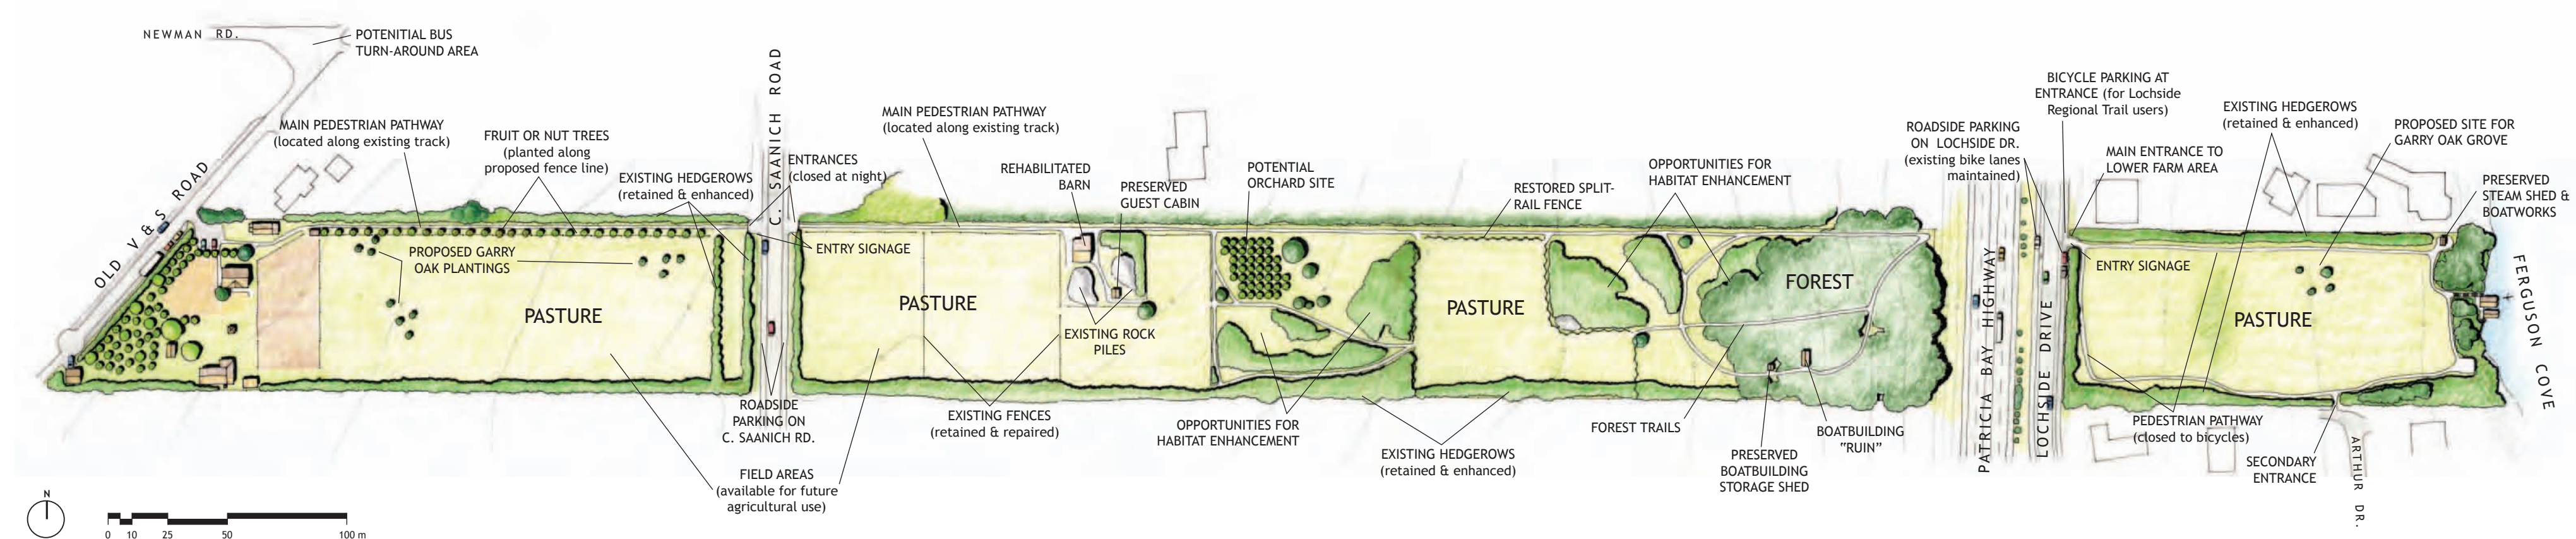 NEWMAN RD.
POTENITIAL BUS
TURN-AROUND AREA
OLD V & S ROAD
MAIN PEDESTRIAN PATHWAY
(located along existing track)
FRUIT OR NUT TREES
(planted along
proposed fence line)
EXISTING HEDGEROWS
(retained & enhanced)
PROPOSED GARRY
OAK PLANTINGS
PASTURE
C. SAANICH ROAD
ENTRANCES
(closed at night)
ENTRY SIGNAGE
ROADSIDE
PARKING ON
C. SAANICH RD.
FIELD AREAS
(available for future
agricultural use)
MAIN PEDESTRIAN PATHWAY
(located along existing track)
PASTURE
REHABILITATED
BARN
PRESERVED
GUEST CABIN
EXISTING ROCK
PILES
EXISTING FENCES
(retained & repaired)
POTENTIAL
ORCHARD SITE
OPPORTUNITIES FOR
HABITAT ENHANCEMENT
RESTORED SPLIT-
RAIL FENCE
PASTURE
EXISTING HEDGEROWS
(retained & enhanced)
OPPORTUNITIES FOR
HABITAT ENHANCEMENT
FOREST
FOREST TRAILS
PRESERVED
BOATBUILDING
STORAGE SHED
BOATBUILDING
“RUIN”
ROADSIDE PARKING
ON LOCHSIDE DR.
(existing bike lanes
maintained)
PATRICIA BAY HIGHWAY
LOCHSIDE DRIVE
BICYCLE PARKING AT
ENTRANCE (for Lochside
Regional Trail users)
MAIN ENTRANCE TO
LOWER FARM AREA
ENTRY SIGNAGE
EXISTING HEDGEROWS
(retained & enhanced)
PROPOSED SITE FOR
GARRY OAK GROVE
PRESERVED
STEAM SHED &
BOATWORKS
PASTURE
PEDESTRIAN PATHWAY
(closed to bicycles)
SECONDARY
ENTRANCE
ARTHUR DR.
FERGUSON COVE
N
0 10 25 50 100 m